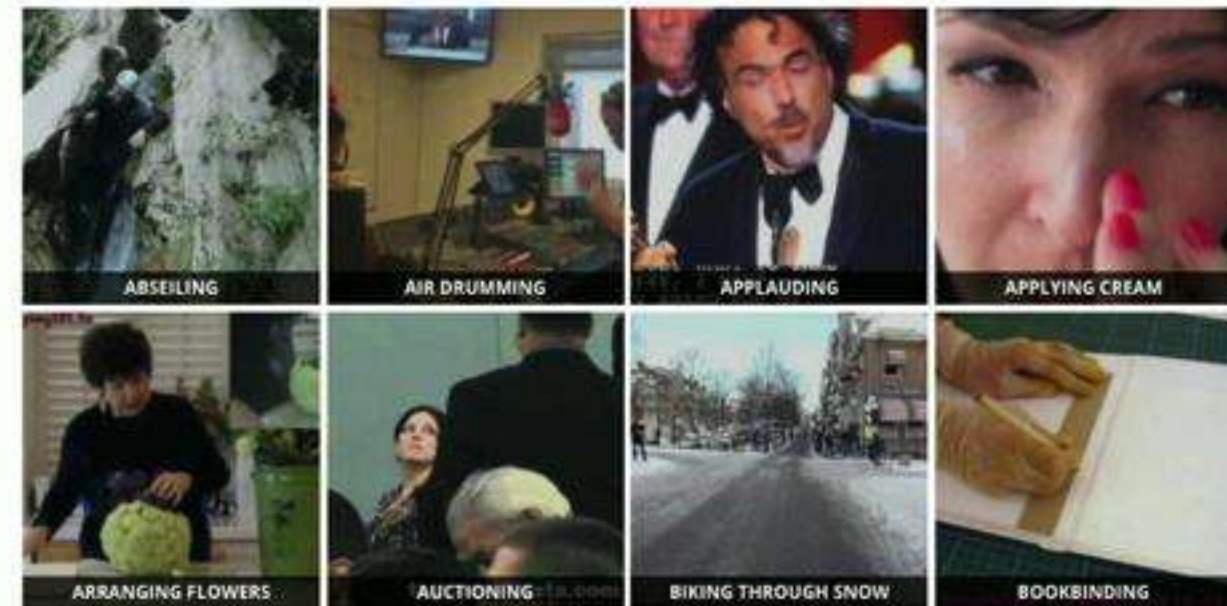 ABSEILING
AIR DRUMMING
APPLAUDING
APPLYING CREAM
ARRANGING FLOWERS
AUCTIONING
BIKING THROUGH SNOW
BOOKBINDING